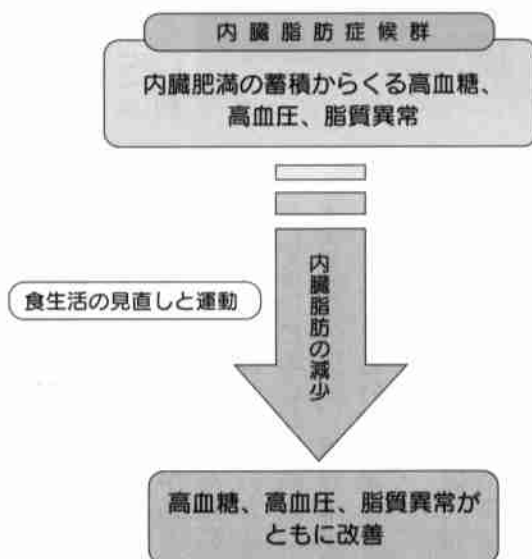 内臓脂肪症候群
内臓肥満の蓄積からくる高血糖、
高血圧、脂質異常
食生活の見直しと運動
内臓脂肪の減少
高血糖、高血圧、脂質異常が
ともに改善